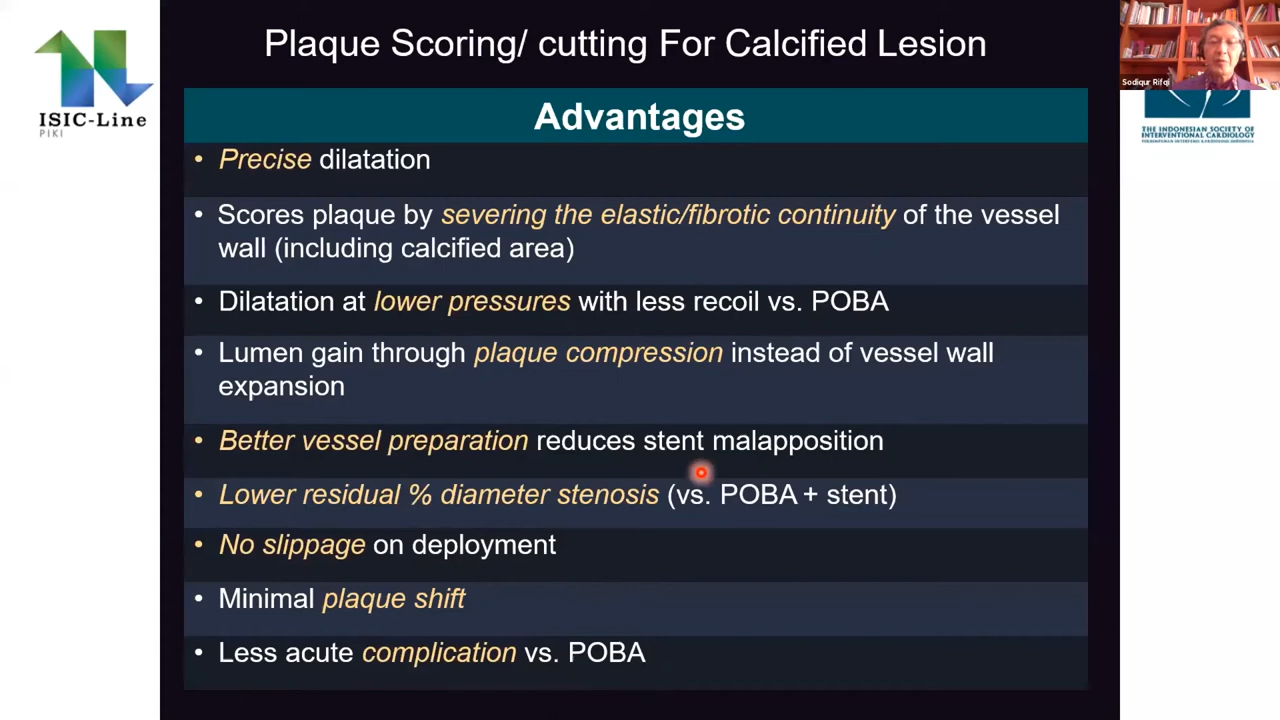 Plaque Scoring/ cutting For Calcified Lesion
ISIC-Line
PIKI
Sodiqur Rifqi
THE INDONESIAN SOCIETY OF
INTERVENTIONAL CARDIOLOGY
Advantages
• Precise dilatation
• Scores plaque by severing the elastic/fibrotic continuity of the vessel
wall (including calcified area)
• Dilatation at lower pressures with less recoil vs. POBA
• Lumen gain through plaque compression instead of vessel wall
expansion
• Better vessel preparation reduces stent malapposition
• Lower residual % diameter stenosis (vs. POBA + stent)
• No slippage on deployment
• Minimal plaque shift
• Less acute complication vs. POBA